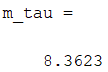 m_tau =
8.3623